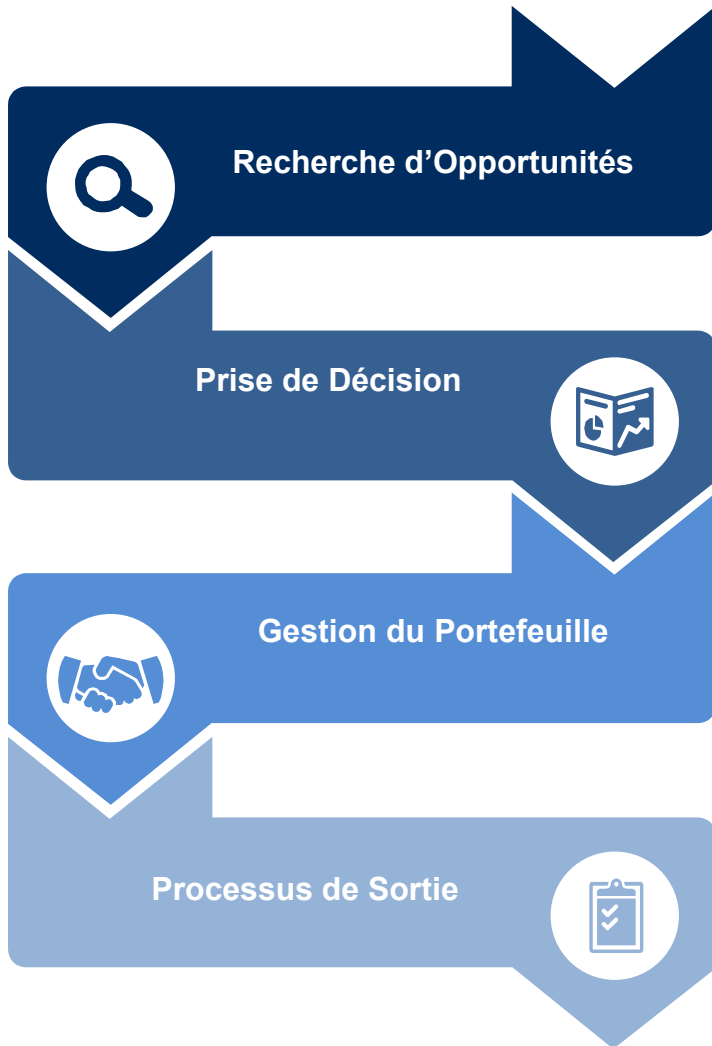 Recherche d’Opportunités
Prise de Décision
Gestion du Portefeuille
Processus de Sortie